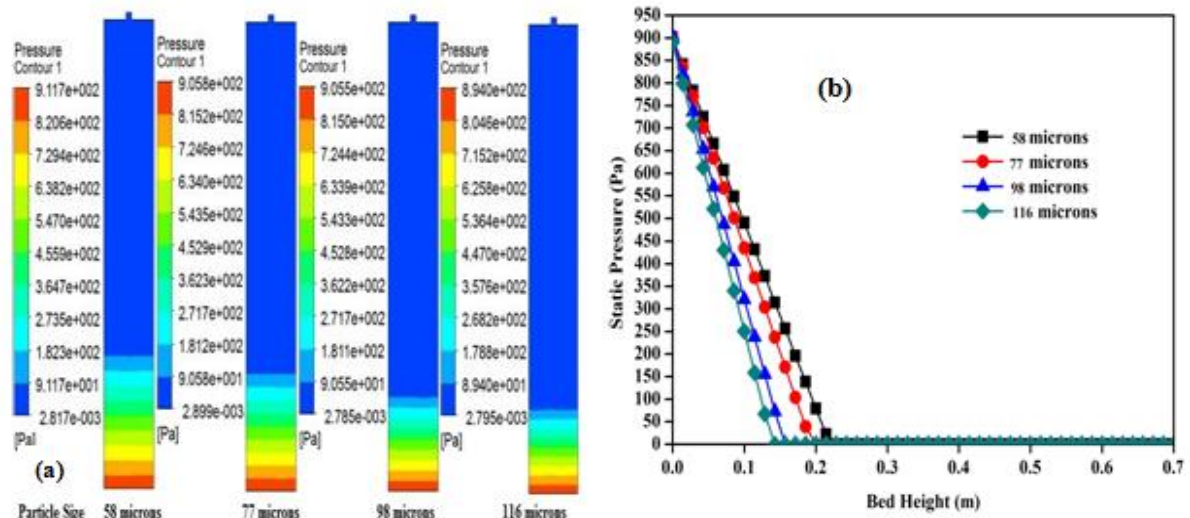 Pressure
Contour 1
9.117e+002
8.206e+002
7.294e+002
6.382e+002
5.470e+002
4.559e+002
3.647e+002
2.735e+002
1.823e+002
9.117e+001
2.817e-003
[Pa]
Pressure
Contour 1
9.058e+002
8.152e+002
7.246e+002
6.340e+002
5.435e+002
4.529e+002
3.623e+002
2.717e+002
1.812e+002
9.058e+001
2.899e-003
[Pa]
Pressure
Contour 1
9.055e+002
8.150e+002
7.244e+002
6.339e+002
5.433e+002
4.528e+002
3.622e+002
2.717e+002
1.811e+002
9.055e+001
2.785e-003
[Pa]
Pressure
Contour 1
8.940e+002
8.046e+002
7.152e+002
6.258e+002
5.364e+002
4.470e+002
3.576e+002
2.682e+002
1.788e+002
8.940e+001
2.795e-003
[Pa]
(a)
Particle Size 58 microns 77 microns 98 microns 116 microns
(b)
58 microns
77 microns
98 microns
116 microns
Static Pressure (Pa)
950
900
850
800
750
700
650
600
550
500
450
400
350
300
250
200
150
100
50
0
0.0 0.1 0.2 0.3 0.4 0.5 0.6 0.7
Bed Height (m)